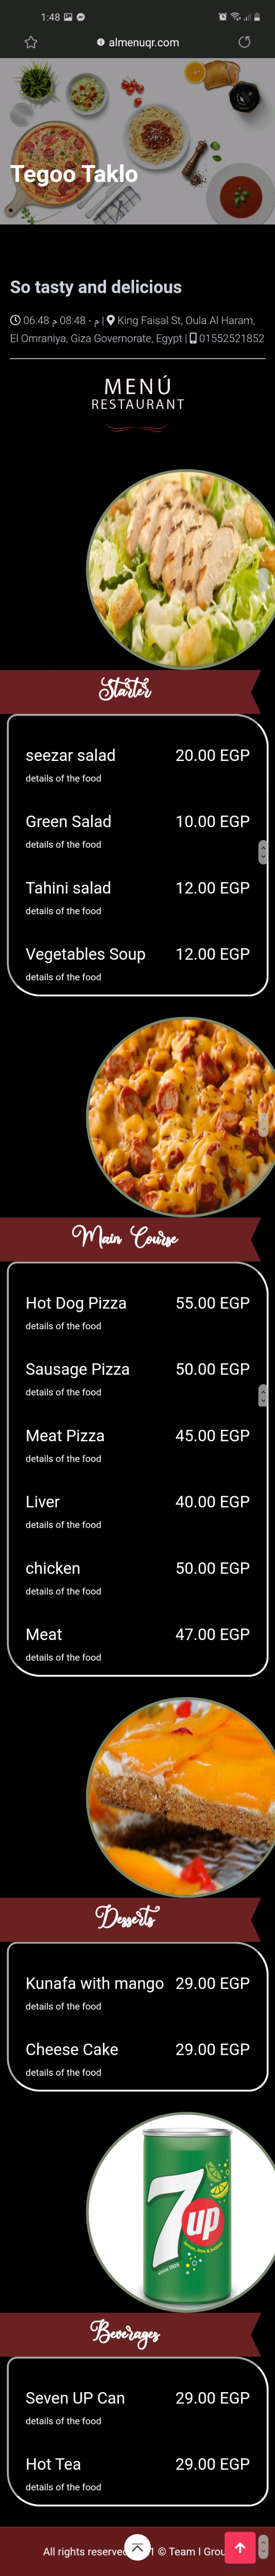 1:48
almenuqr.com
Tegoo Taklo
So tasty and delicious
06:48 م - 08:48 م | King Faisal St, Oula Al Haram,
El Omraniya, Giza Governorate, Egypt | 01552521852
MENÚ
RESTAURANT
Starter
seezar salad 20.00 EGP
details of the food
Green Salad 10.00 EGP
details of the food
Tahini salad 12.00 EGP
details of the food
Vegetables Soup 12.00 EGP
details of the food
Main Course
Hot Dog Pizza 55.00 EGP
details of the food
Sausage Pizza 50.00 EGP
details of the food
Meat Pizza 45.00 EGP
details of the food
Liver 40.00 EGP
details of the food
chicken 50.00 EGP
details of the food
Meat 47.00 EGP
details of the food
Desserts
Kunafa with mango 29.00 EGP
details of the food
Cheese Cake 29.00 EGP
details of the food
7up
lemon, lime & bubbles
since 1929
Beverages
Seven UP Can 29.00 EGP
details of the food
Hot Tea 29.00 EGP
details of the food
All rights © Team I